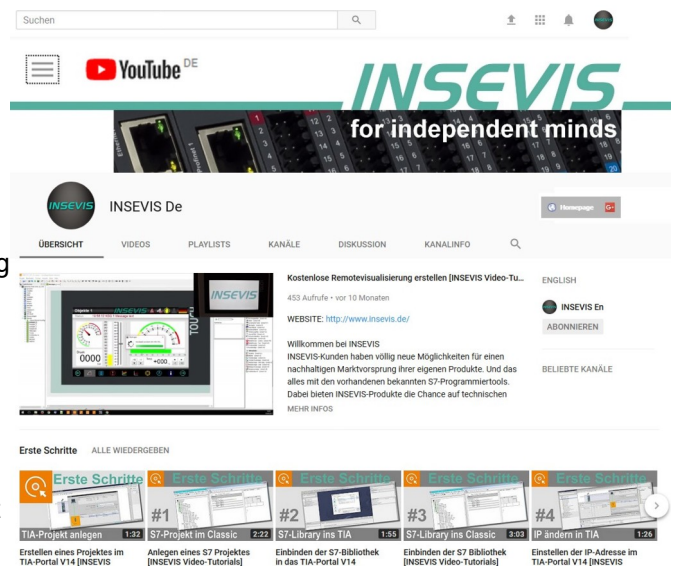 Suchen
YouTube DE
INSEVIS
for independent minds
INSEVIS
INSEVIS De
Homepage G+
ÜBERSICHT VIDEOS PLAYLISTS KANÄLE DISKUSSION KANALINFO
g
INSEVIS
Kostenlose Remotevisualisierung erstellen [INSEVIS Video-Tu...
453 Aufrufe • vor 10 Monaten
WEBSITE: http://www.insevis.de/
Willkommen bei INSEVIS
INSEVIS-Kunden haben völlig neue Möglichkeiten für einen
nachhaltigen Marktvorsprung ihrer eigenen Produkte. Und das
alles mit den vorhandenen bekannten S7-Programmiertools.
Dabei bieten INSEVIS-Produkte die Chance auf technischen
MEHR INFOS
ENGLISH
INSEVIS En
ABONNIEREN
BELIEBTE KANÄLE
Erste Schritte ALLE WIEDERGEBEN
Erste Schritte
TIA-Projekt anlegen 1:32
Erstellen eines Projektes im
TIA-Portal V14 [INSEVIS
Erste Schritte
#1
S7-Projekt im Classic 2:22
Anlegen eines S7 Projektes
[INSEVIS Video-Tutorials]
Erste Schritte
#2
S7-Library ins TIA 1:55
Einbinden der S7-Bibliothek
in das TIA-Portal V14
Erste Schritte
#3
S7-Library ins Classic 3:03
Einbinden der S7 Bibliothek
[INSEVIS Video-Tutorials]
Erste Schritte
#4
IP ändern in TIA 1:26
Einstellen der IP-Adresse im
TIA-Portal V14 [INSEVIS